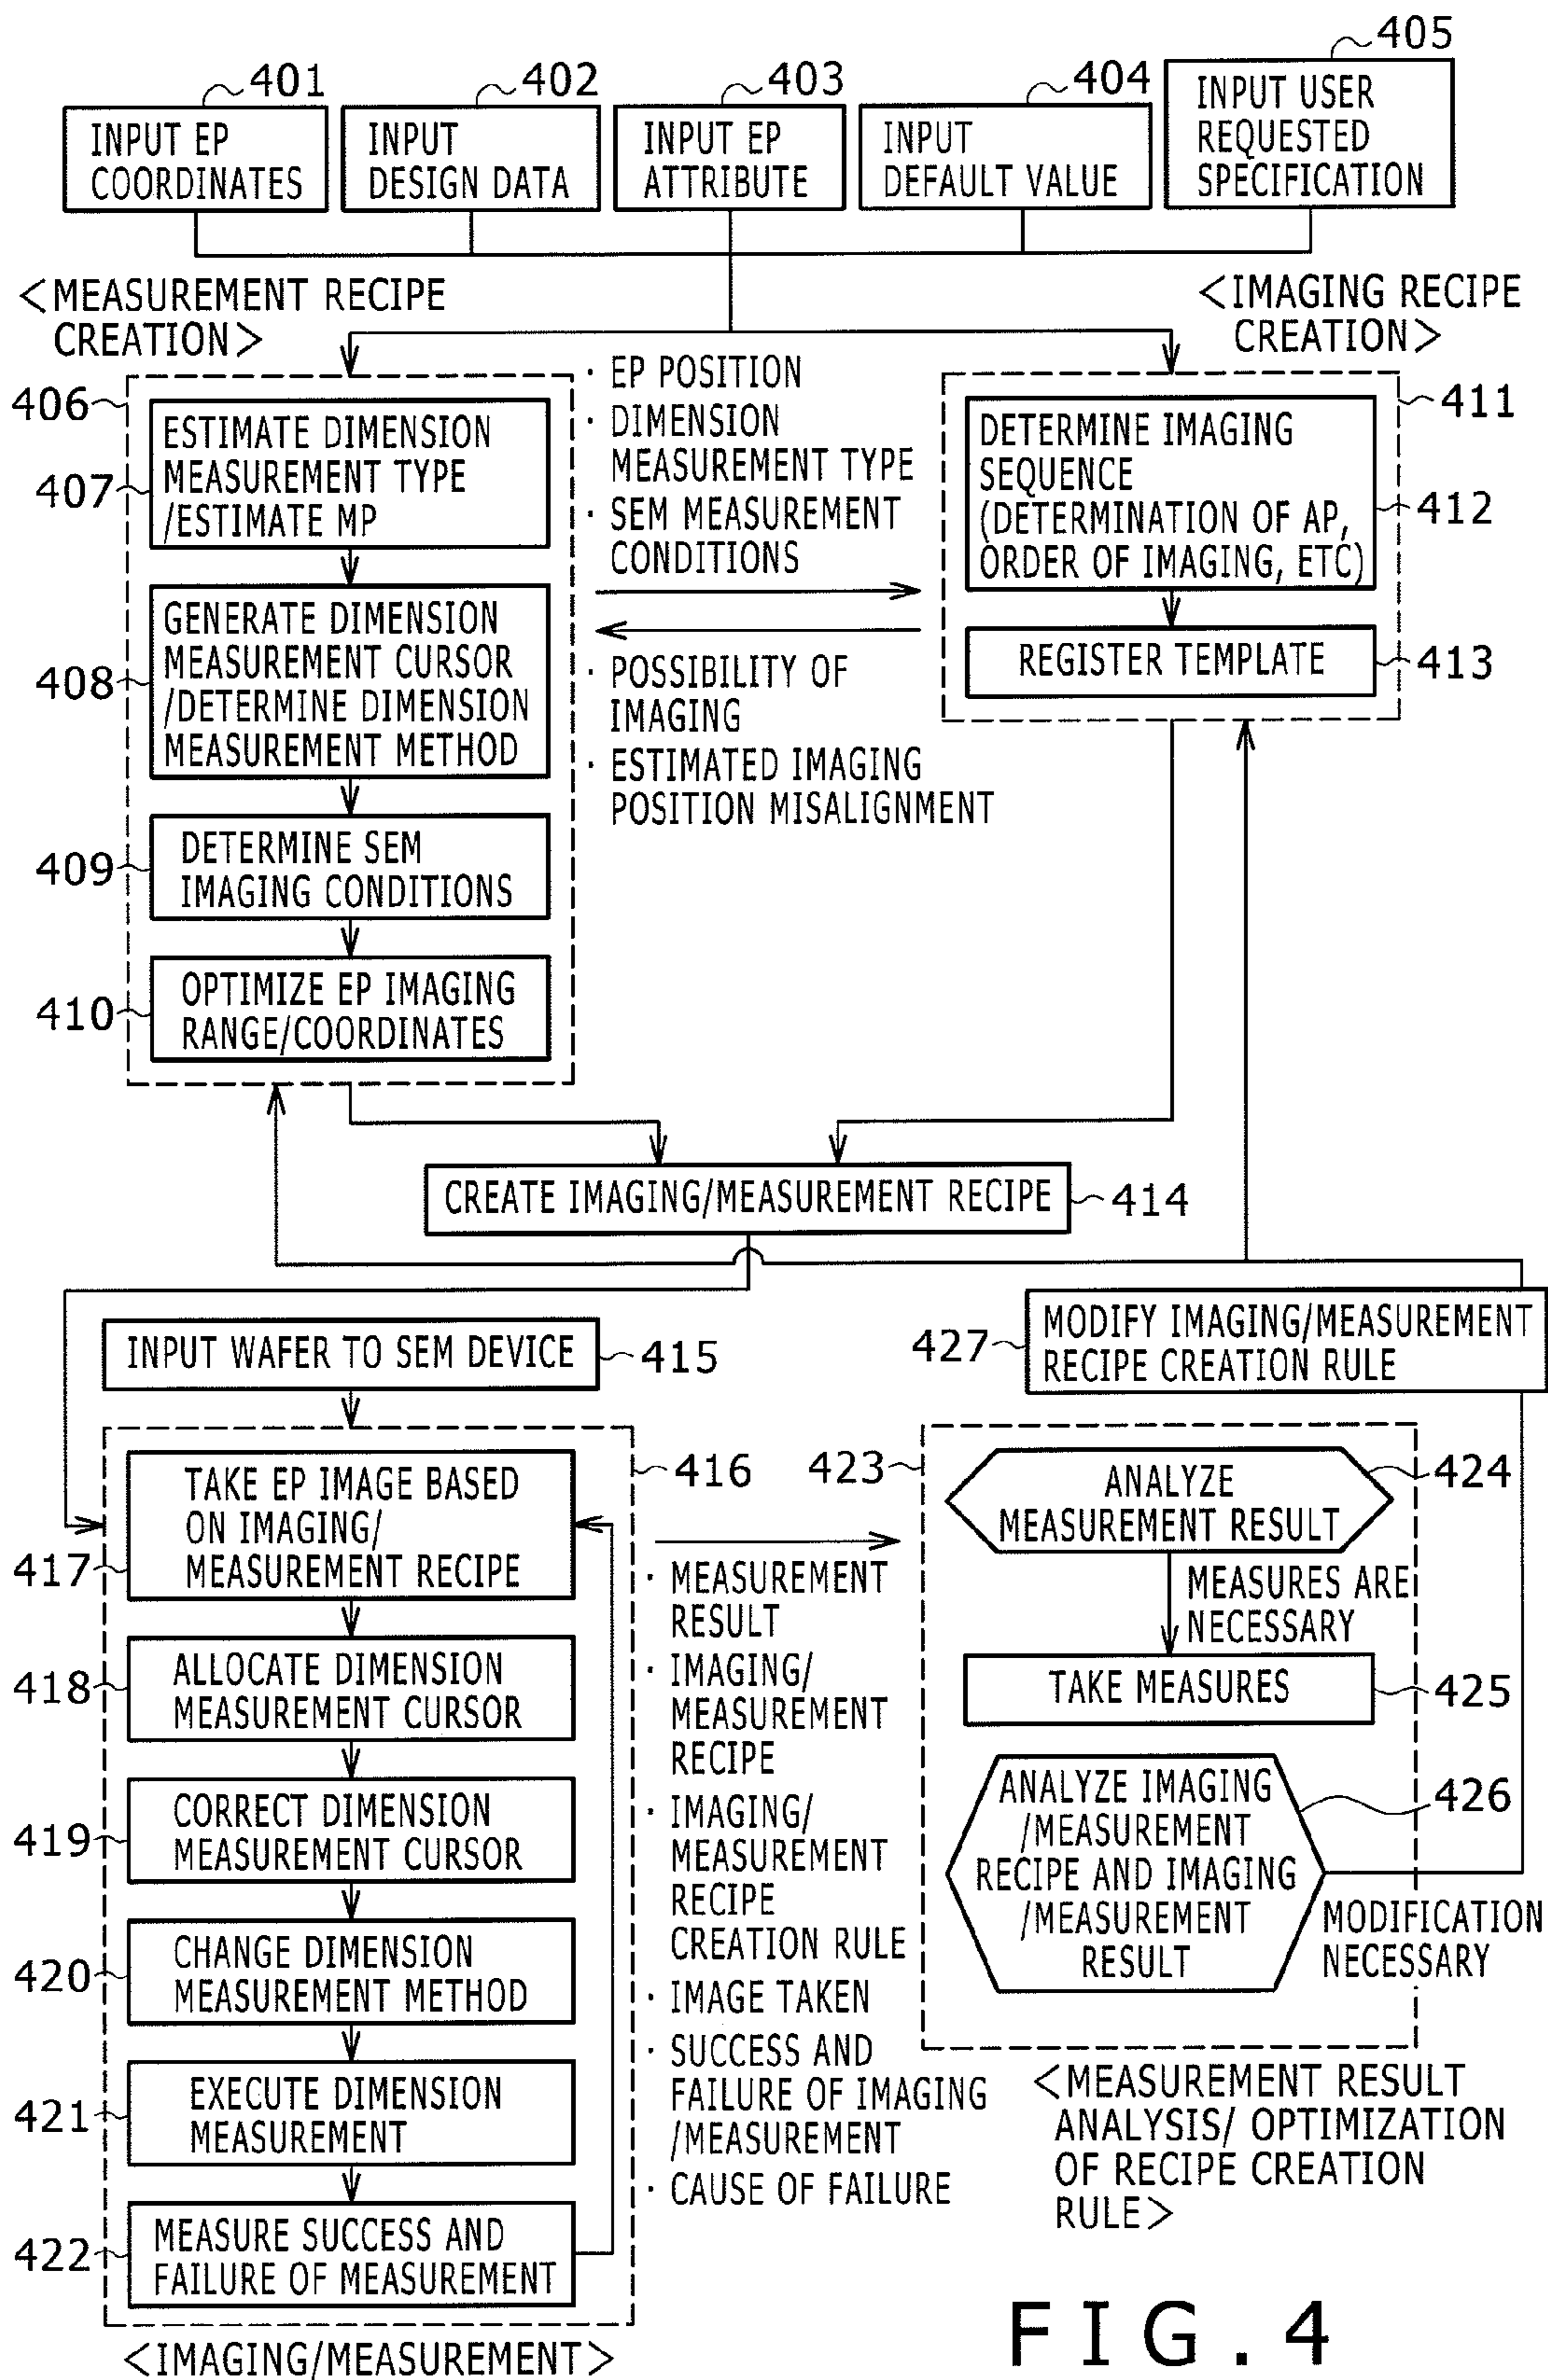 401
INPUT EP
COORDINATES
402
INPUT
DESIGN DATA
403
INPUT EP
ATTRIBUTE
404
INPUT
DEFAULT VALUE
405
INPUT USER
REQUESTED
SPECIFICATION
<MEASUREMENT RECIPE
CREATION>
<IMAGING RECIPE
CREATION>
406
407
ESTIMATE DIMENSION
MEASUREMENT TYPE
/ESTIMATE MP
408
GENERATE DIMENSION
MEASUREMENT CURSOR
/DETERMINE DIMENSION
MEASUREMENT METHOD
409
DETERMINE SEM
IMAGING CONDITIONS
410
OPTIMIZE EP IMAGING
RANGE/COORDINATES
· EP POSITION
· DIMENSION
MEASUREMENT TYPE
· SEM MEASUREMENT
CONDITIONS
· POSSIBILITY OF
IMAGING
· ESTIMATED IMAGING
POSITION MISALIGNMENT
411
DETERMINE IMAGING
SEQUENCE
(DETERMINATION OF AP,
ORDER OF IMAGING, ETC)
412
REGISTER TEMPLATE
413
CREATE IMAGING/MEASUREMENT RECIPE
414
INPUT WAFER TO SEM DEVICE
415
427
MODIFY IMAGING/MEASUREMENT
RECIPE CREATION RULE
416
417
TAKE EP IMAGE BASED
ON IMAGING/
MEASUREMENT RECIPE
418
ALLOCATE DIMENSION
MEASUREMENT CURSOR
419
CORRECT DIMENSION
MEASUREMENT CURSOR
420
CHANGE DIMENSION
MEASUREMENT METHOD
421
EXECUTE DIMENSION
MEASUREMENT
422
MEASURE SUCCESS AND
FAILURE OF MEASUREMENT
<IMAGING/MEASUREMENT>
· MEASUREMENT
RESULT
· IMAGING/
MEASUREMENT
RECIPE
· IMAGING/
MEASUREMENT
RECIPE
CREATION RULE
· IMAGE TAKEN
· SUCCESS AND
FAILURE OF IMAGING
/MEASUREMENT
· CAUSE OF FAILURE
423
ANALYZE
MEASUREMENT RESULT
424
MEASURES ARE
NECESSARY
TAKE MEASURES
425
ANALYZE IMAGING
/MEASUREMENT
RECIPE AND IMAGING
/MEASUREMENT
RESULT
426
MODIFICATION
NECESSARY
<MEASUREMENT RESULT
ANALYSIS/ OPTIMIZATION
OF RECIPE CREATION
RULE>
FIG.4